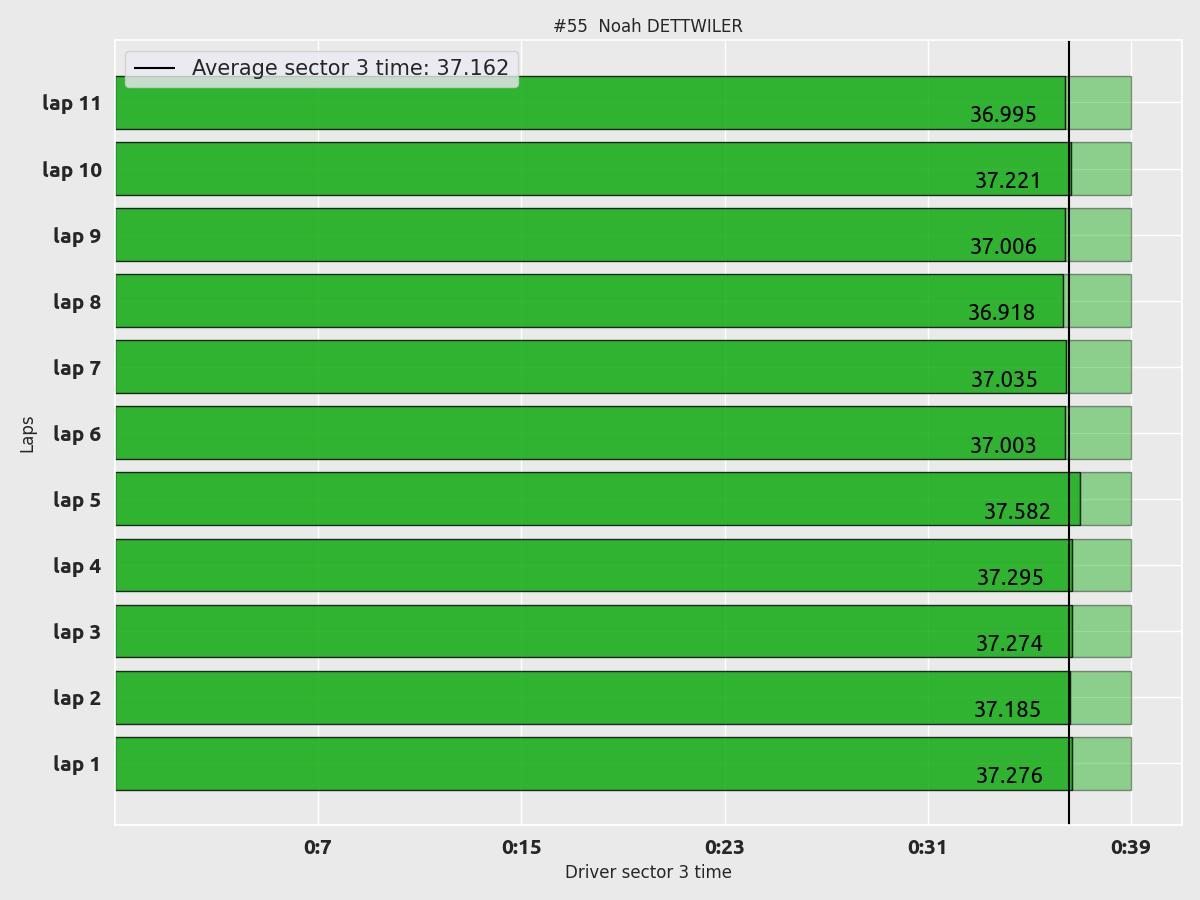 #55  Noah DETTWILER
Average sector 3 time: 37.162
lap 11
36.995
lap 10
37.221
lap 9
37.006
lap 8
36.918
lap 7
37.035
lap 6
37.003
lap 5
37.582
lap 4
37.295
lap 3
37.274
lap 2
37.185
lap 1
37.276
Laps
0:7 0:15 0:23 0:31 0:39
Driver sector 3 time